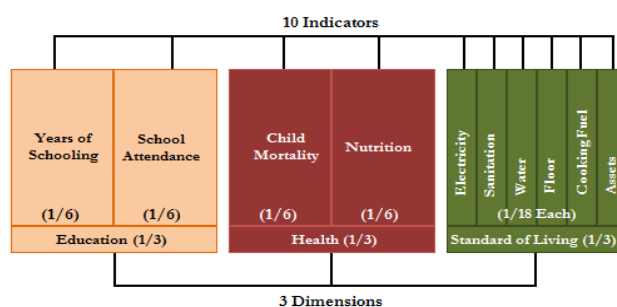 10 Indicators
Years of
Schooling
(1/6)
School
Attendance
(1/6)
Education (1/3)
Child
Mortality
(1/6)
Nutrition
(1/6)
Health (1/3)
Electricity
Sanitation
Water
Floor
Cooking Fuel
Assets
(1/18 Each)
Standard of Living (1/3)
3 Dimensions